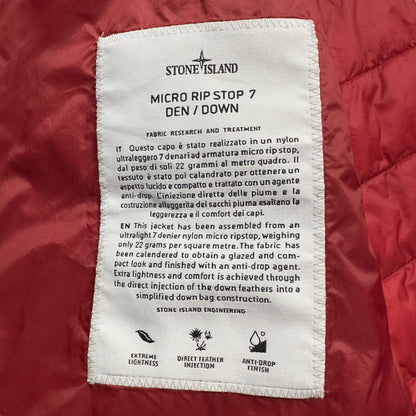 STONE ISLAND
MICRO RIP STOP 7
DEN / DOWN
FABRIC RESEARCH AND TREATMENT
IT Questo capo è stato realizzato in un nylon
ultraleggero 7 denari ad armatura micro rip stop,
dal peso di soli 22 grammi al metro quadro. Il
tessuto è stato poi calandrato per ottenere un
aspetto lucido e compatto e trattato con un agente
anti-drop. L'iniezione diretta delle piume e la
costruzione alleggerita dei sacchi piuma esaltano la
leggerezza e il comfort dei capi.
EN This jacket has been assembled from an
ultralight 7 denier nylon micro ripstop, weighing
only 22 grams per square metre. The fabric has
been calendered to obtain a glazed and com-
pact look and finished with an anti-drop agent.
Extra lightness and comfort is achieved through
the direct injection of the down feathers into a
simplified down bag construction.
STONE ISLAND ENGINEERING
EXTREME
LIGHTNESS
DIRECT FEATHER
INJECTION
ANTI-DROP
FINISH